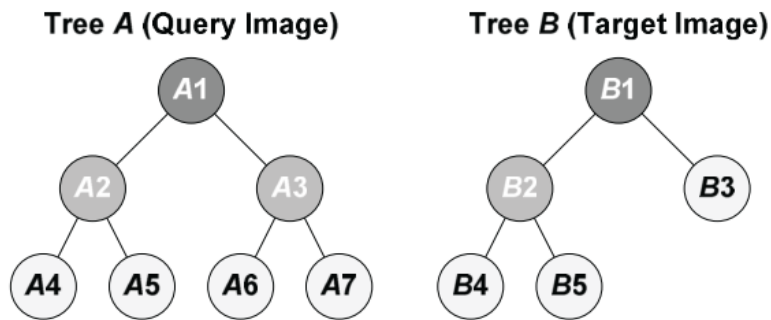 Tree A (Query Image)
Tree B (Target Image)
A1
B1
A2
A3
B2
B3
A4
A5
A6
A7
B4
B5